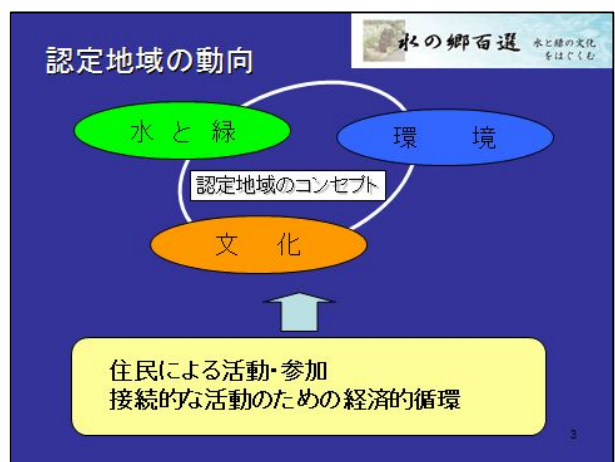 認定地域の動向
水の郷百選 水と緑の文化
をはぐくむ
水と緑
環 境
認定地域のコンセプト
文 化
住民による活動・参加
接続的な活動のための経済的循環
3